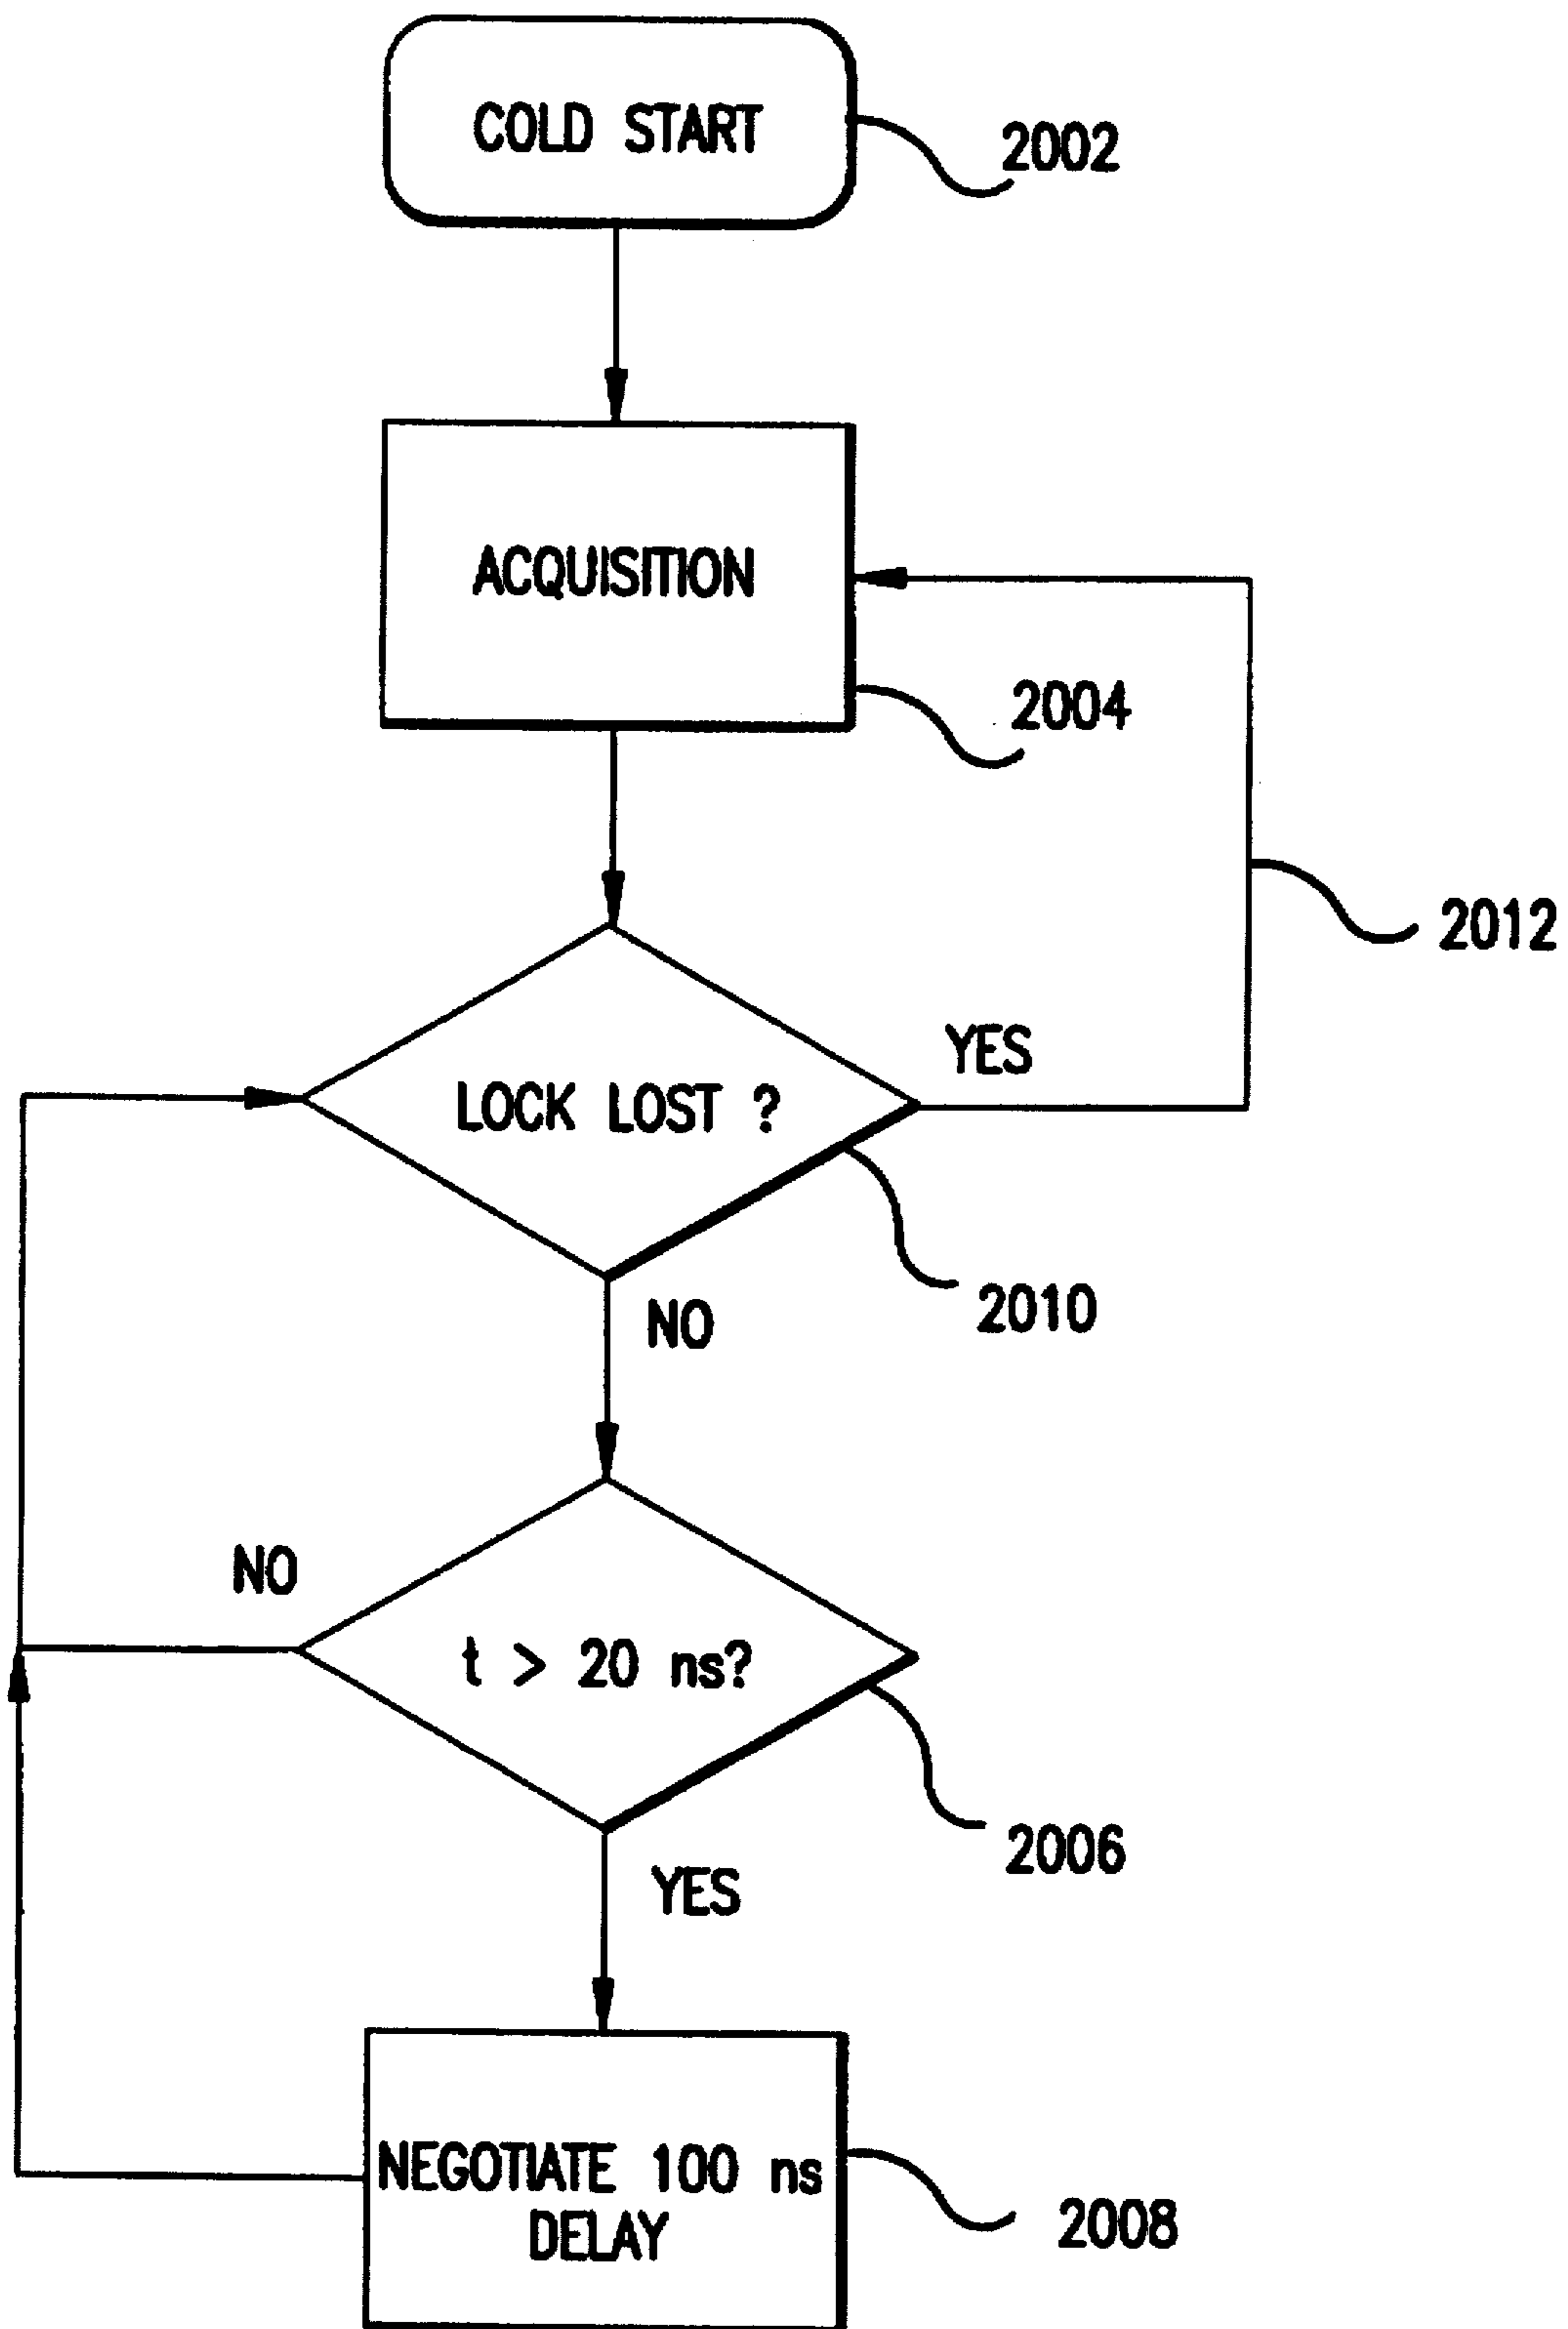 COLD START
2002
ACQUISITION
2004
2012
YES
LOCK LOST ?
2010
NO
NO
t > 20 ns?
2006
YES
NEGOTIATE 100 ns
DELAY
2008